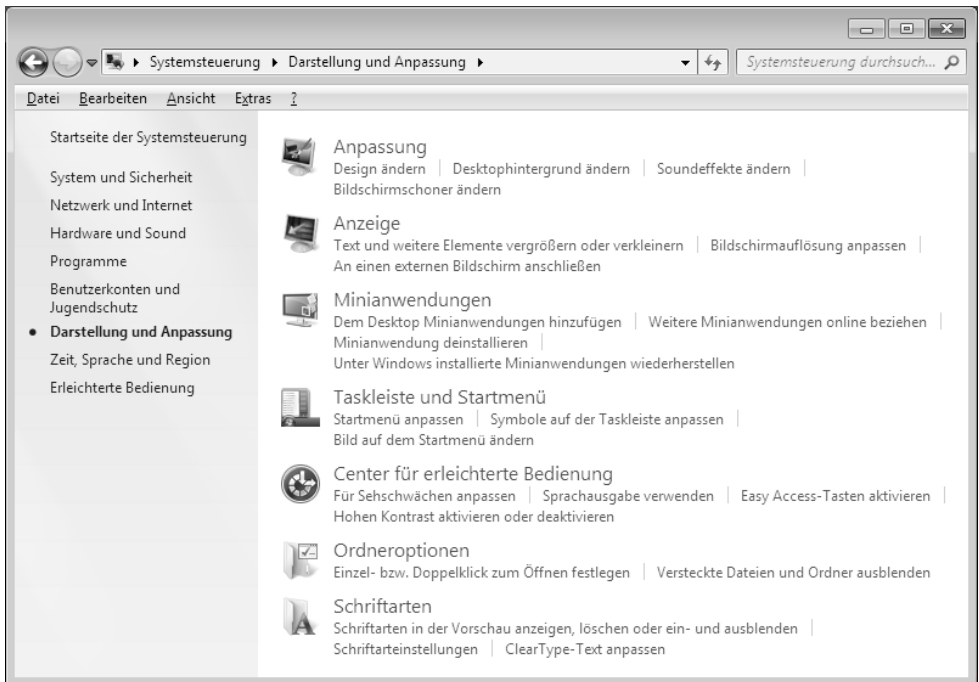 Systemsteuerung Darstellung und Anpassung Systemsteuerung durchsuch...
Datei Bearbeiten Ansicht Extras ?
Startseite der Systemsteuerung
System und Sicherheit
Netzwerk und Internet
Hardware und Sound
Programme
Benutzerkonten und
Jugendschutz
Darstellung und Anpassung
Zeit, Sprache und Region
Erleichterte Bedienung
Anpassung
Design ändern Desktophintergrund ändern Soundeffekte ändern
Bildschirmschoner ändern
Anzeige
Text und weitere Elemente vergrößern oder verkleinern Bildschirmauflösung anpassen
An einen externen Bildschirm anschließen
Minianwendungen
Dem Desktop Minianwendungen hinzufügen Weitere Minianwendungen online beziehen
Minianwendung deinstallieren
Unter Windows installierte Minianwendungen wiederherstellen
Taskleiste und Startmenü
Startmenü anpassen Symbole auf der Taskleiste anpassen
Bild auf dem Startmenü ändern
Center für erleichterte Bedienung
Für Sehschwächen anpassen Sprachausgabe verwenden Easy Access-Tasten aktivieren
Hohen Kontrast aktivieren oder deaktivieren
Ordneroptionen
Einzel- bzw. Doppelklick zum Öffnen festlegen Versteckte Dateien und Ordner ausblenden
Schriftarten
Schriftarten in der Vorschau anzeigen, löschen oder ein- und ausblenden
Schriftarteinstellungen ClearType-Text anpassen